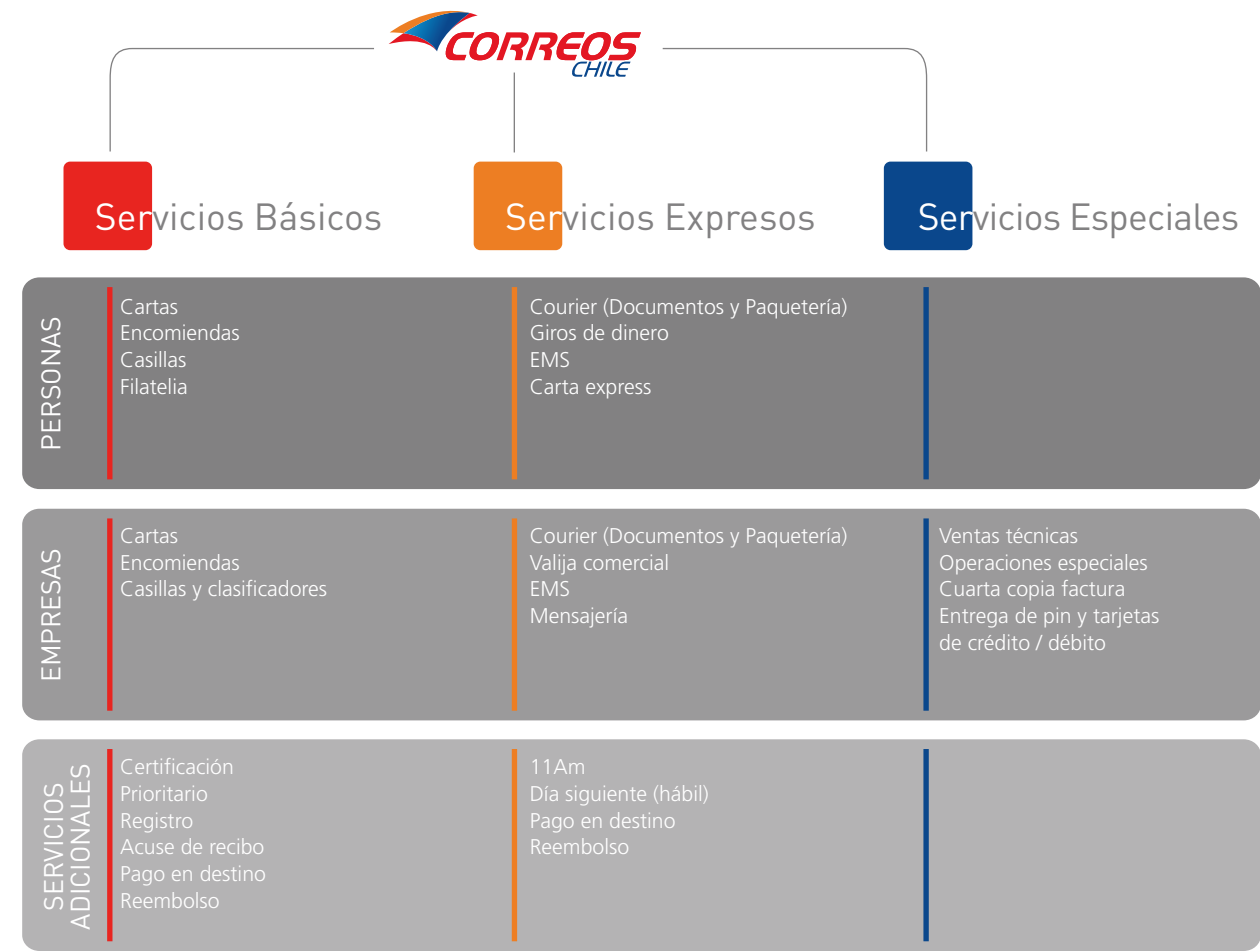 CORREOS
CHILE
Servicios Básicos
Servicios Expresos
Servicios Especiales
PERSONAS
Cartas
Encomiendas
Casillas
Filatelia
Courier (Documentos y Paquetería)
Giros de dinero
EMS
Carta express
EMPRESAS
Cartas
Encomiendas
Casillas y clasificadores
Courier (Documentos y Paquetería)
Valija comercial
EMS
Mensajería
Ventas técnicas
Operaciones especiales
Cuarta copia factura
Entrega de pin y tarjetas
de crédito / débito
SERVICIOS
ADICIONALES
Certificación
Prioritario
Registro
Acuse de recibo
Pago en destino
Reembolso
11Am
Día siguiente (hábil)
Pago en destino
Reembolso